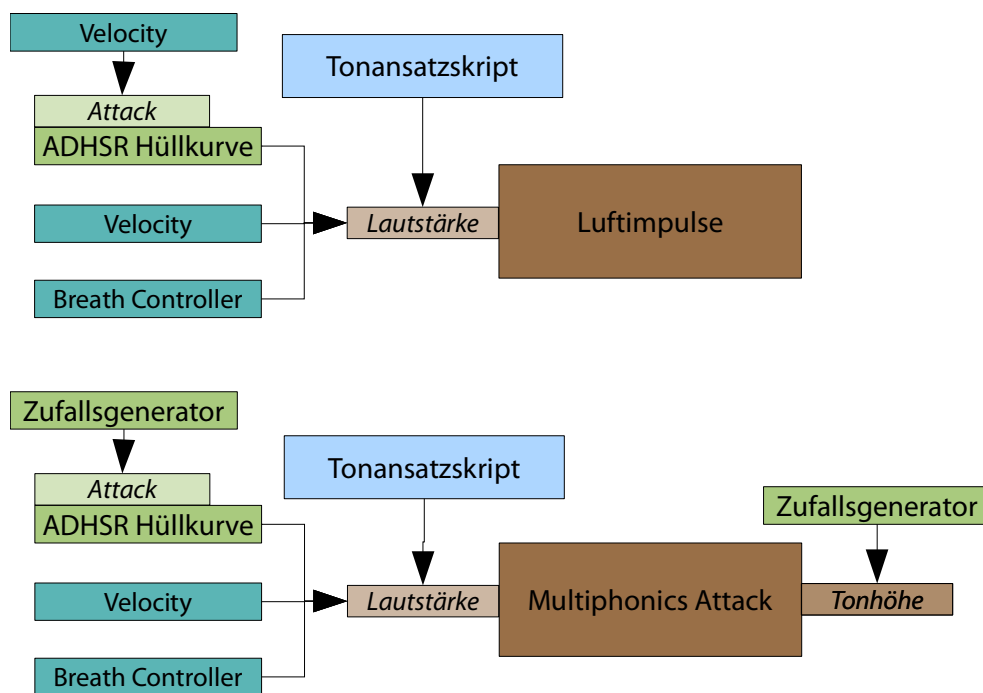 Velocity
Tonansatzskript
Attack
ADHSR Hüllkurve
Velocity
Lautstärke
Luftimpulse
Breath Controller
Zufallsgenerator
Tonansatzskript
Attack
Zufallsgenerator
ADHSR Hüllkurve
Velocity
Lautstärke
Multiphonics Attack
Tonhöhe
Breath Controller